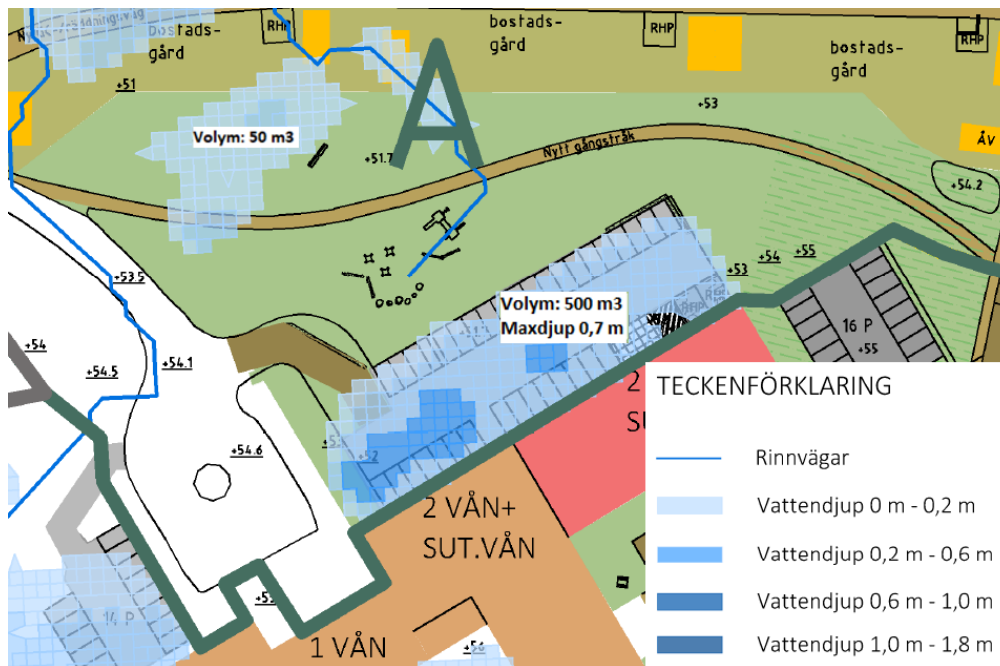 bostads-
gård
RHP
bostads-
gård
RHP
bostads-
gård
RHP
+51
Volym: 50 m3
+51.7
A
+53
Nytt gångstråk
ÅV
+54.2
+53.5
+54
+54.5
+54.1
Volym: 500 m3
Maxdjup 0,7 m
+53
+54
+55
RHP
16 P
+55
+54.6
+52
2 VÅN+
SUT.VÅN
2
1 VÅN
14 P
TECKENFÖRKLARING
Rinnvägar
Vattendjup 0 m - 0,2 m
Vattendjup 0,2 m - 0,6 m
Vattendjup 0,6 m - 1,0 m
Vattendjup 1,0 m - 1,8 m